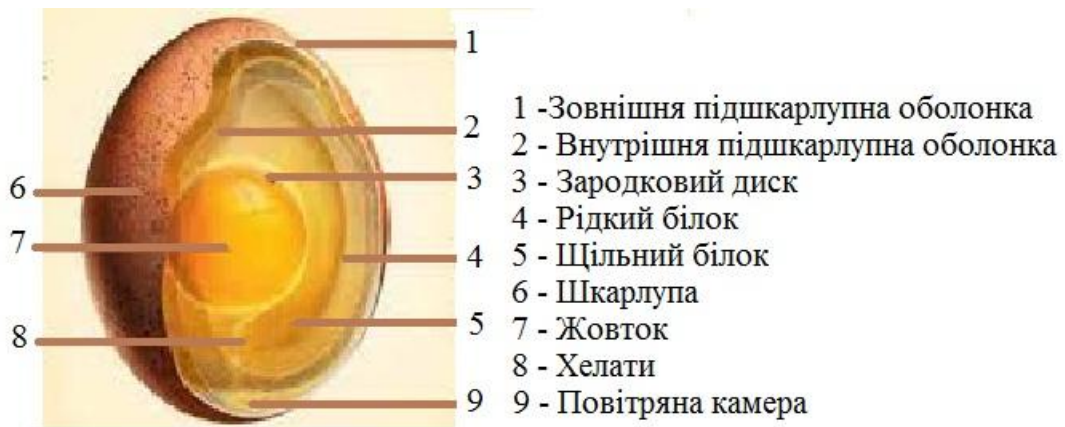 1
2
3
4
5
6
7
8
9
1 -Зовнішня підшкарлупна оболонка
2 - Внутрішня підшкарлупна оболонка
3 - Зародковий диск
4 - Рідкий білок
5 - Щільний білок
6 - Шкарлупа
7 - Жовток
8 - Хелати
9 - Повітряна камера